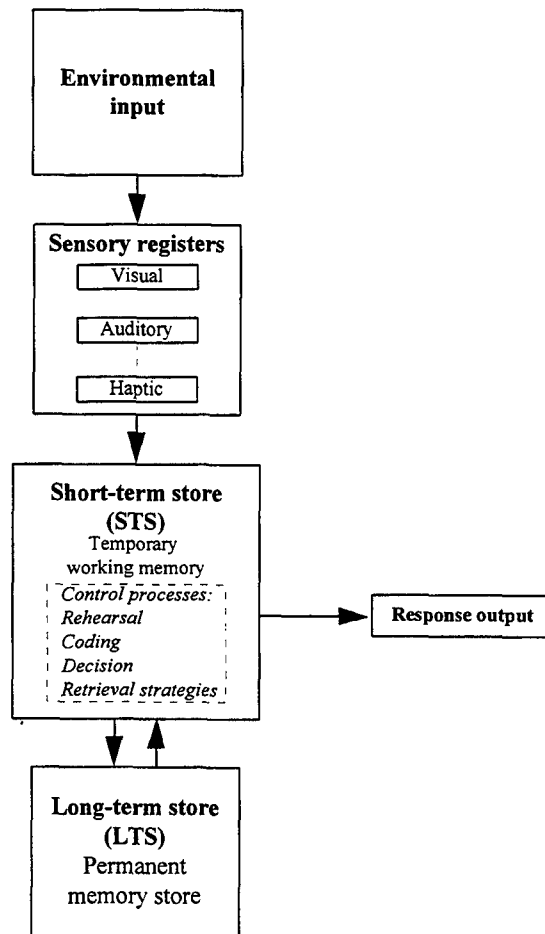 Environmental
input
Sensory registers
Visual
Auditory
Haptic
Short-term store
(STS)
Temporary
working memory
Control processes:
Rehearsal
Coding
Decision
Retrieval strategies
Response output
Long-term store
(LTS)
Permanent
memory store